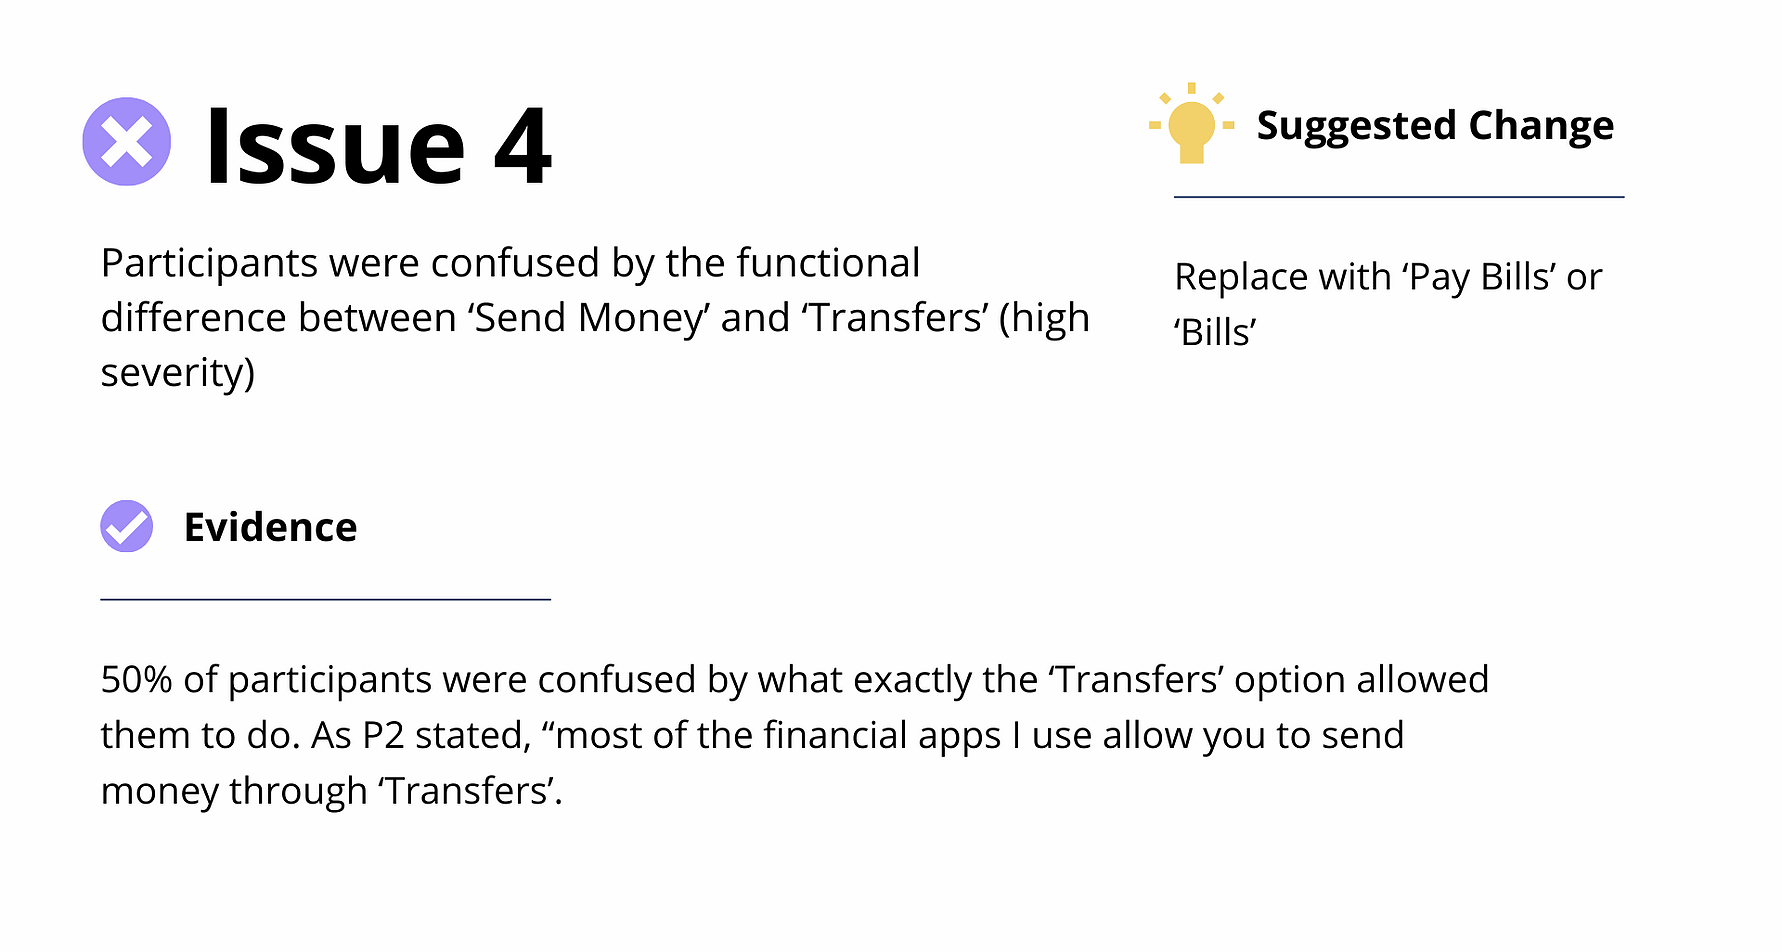 Issue 4
Participants were confused by the functional
difference between ‘Send Money’ and ‘Transfers’ (high
severity)
Suggested Change
Replace with ‘Pay Bills’ or
‘Bills’
Evidence
50% of participants were confused by what exactly the ‘Transfers’ option allowed
them to do. As P2 stated, “most of the financial apps I use allow you to send
money through ‘Transfers’.